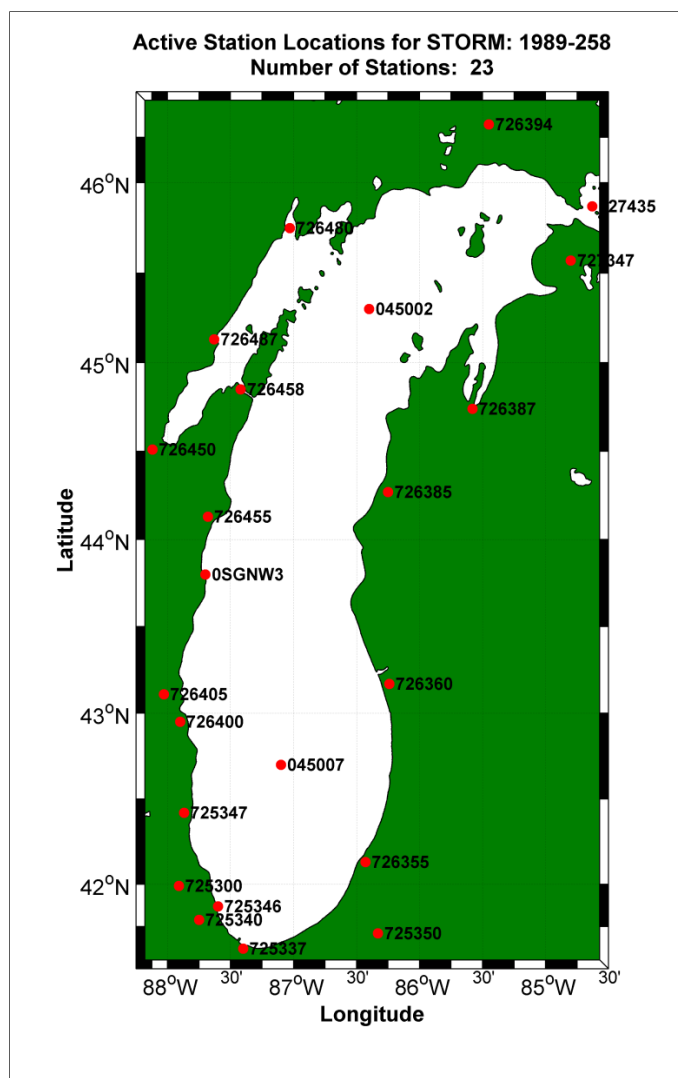 Active Station Locations for STORM: 1989-258
Number of Stations: 23
726394
46°N
727435
726480
727347
045002
726487
45°N
726458
726387
726450
726385
726455
44°N
0SGNW3
726360
726405
43°N
726400
045007
725347
726355
42°N
725300
725346
725340
725350
725337
88°W
30'
87°W
30'
86°W
30'
85°W
30'
Longitude
Latitude